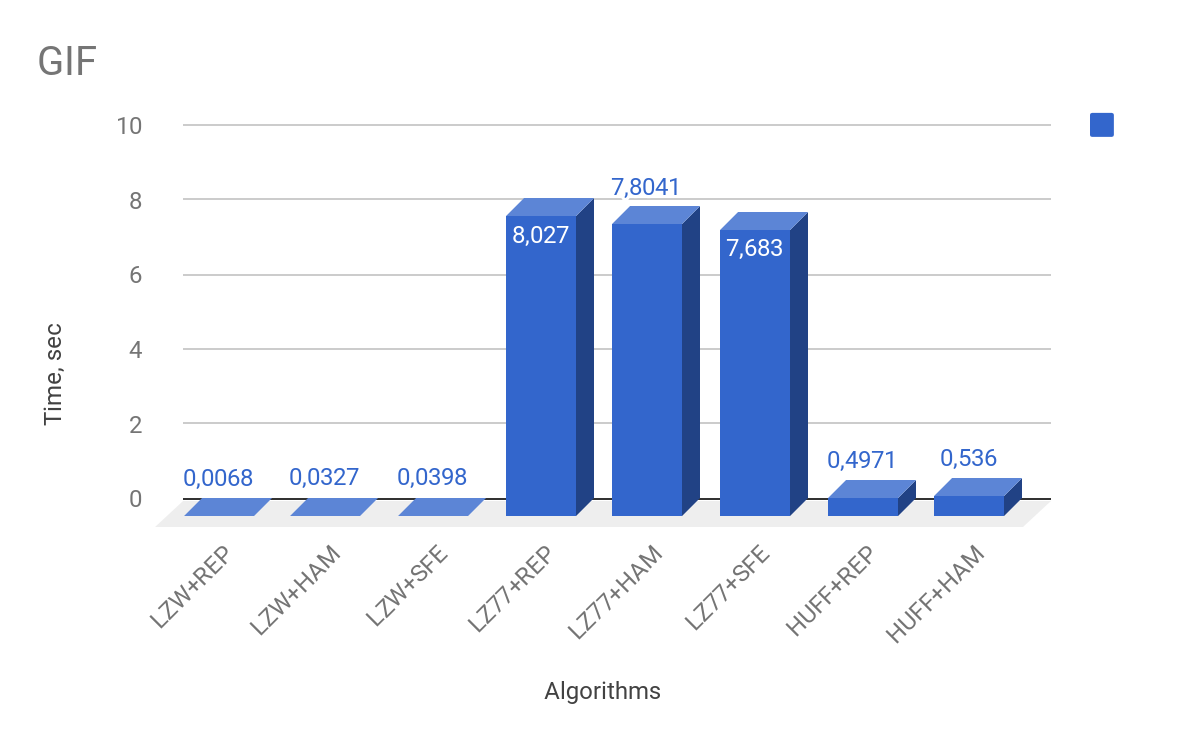 GIF
10
8
6
4
2
0
Time, sec
0,0068
0,0327
0,0398
8,027
7,8041
7,683
0,4971
0,536
LZW+REP
LZW+HAM
LZW+SFE
LZ77+REP
LZ77+HAM
LZ77+SFE
HUFF+REP
HUFF+HAM
Algorithms